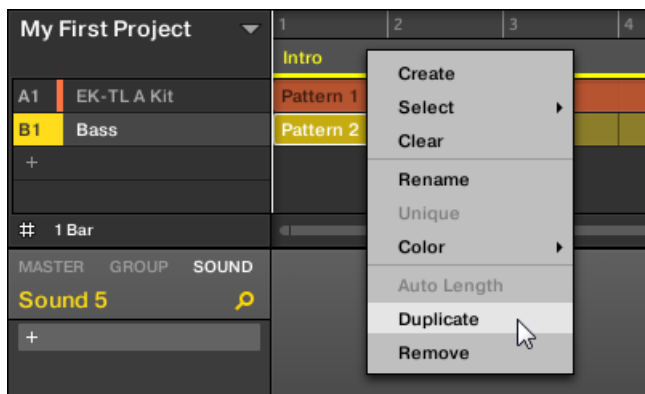 My First Project
1 2 3 4
Intro
A1 EK-TL A Kit
Pattern 1
B1 Bass
Pattern 2
+
# 1 Bar
MASTER GROUP SOUND
Sound 5
+
Create
Select
Clear
Rename
Unique
Color
Auto Length
Duplicate
Remove